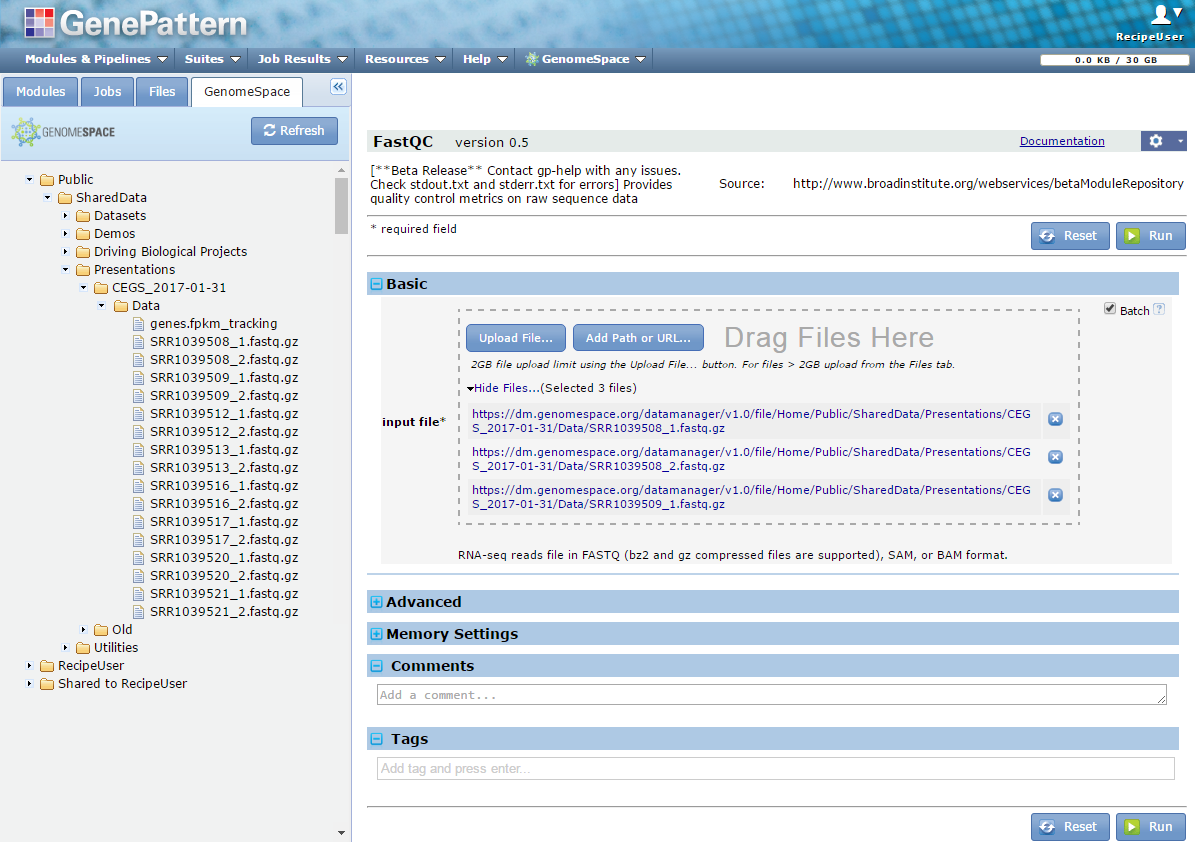 GenePattern
RecipeUser
Modules & Pipelines Suites Job Results Resources Help GenomeSpace
0.0 KB / 30 GB
Modules Jobs Files GenomeSpace
GENOMESPACE
Refresh
Public
SharedData
Datasets
Demos
Driving Biological Projects
Presentations
CEGS_2017-01-31
Data
genes.fpkm_tracking
SRR1039508_1.fastq.gz
SRR1039508_2.fastq.gz
SRR1039509_1.fastq.gz
SRR1039509_2.fastq.gz
SRR1039512_1.fastq.gz
SRR1039512_2.fastq.gz
SRR1039513_1.fastq.gz
SRR1039513_2.fastq.gz
SRR1039516_1.fastq.gz
SRR1039516_2.fastq.gz
SRR1039517_1.fastq.gz
SRR1039517_2.fastq.gz
SRR1039520_1.fastq.gz
SRR1039520_2.fastq.gz
SRR1039521_1.fastq.gz
SRR1039521_2.fastq.gz
Old
Utilities
RecipeUser
Shared to RecipeUser
FastQC version 0.5
Documentation
[**Beta Release** Contact gp-help with any issues.
Check stdout.txt and stderr.txt for errors] Provides
quality control metrics on raw sequence data
Source: http://www.broadinstitute.org/webservices/betaModuleRepository
* required field
Reset Run
Basic
Batch ?
Upload File... Add Path or URL... Drag Files Here
2GB file upload limit using the Upload File... button. For files > 2GB upload from the Files tab.
Hide Files...(Selected 3 files)
input file*
https://dm.genomespace.org/datamanager/v1.0/file/Home/Public/SharedData/Presentations/CEG
S_2017-01-31/Data/SRR1039508_1.fastq.gz
https://dm.genomespace.org/datamanager/v1.0/file/Home/Public/SharedData/Presentations/CEG
S_2017-01-31/Data/SRR1039508_2.fastq.gz
https://dm.genomespace.org/datamanager/v1.0/file/Home/Public/SharedData/Presentations/CEG
S_2017-01-31/Data/SRR1039509_1.fastq.gz
RNA-seq reads file in FASTQ (bz2 and gz compressed files are supported), SAM, or BAM format.
Advanced
Memory Settings
Comments
Add a comment...
Tags
Add tag and press enter...
Reset Run